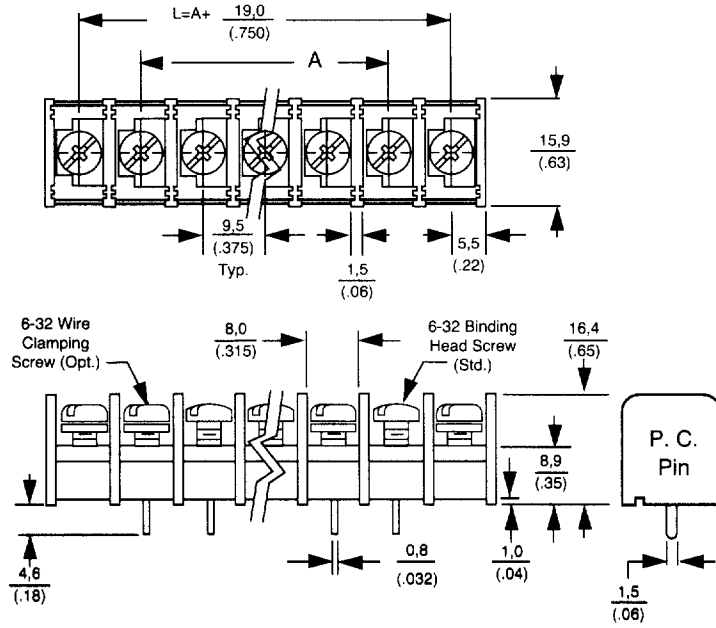 L=A+ 19,0
(.750)
A
15,9
(.63)
9,5
(.375)
Typ.
1,5
(.06)
5,5
(.22)
6-32 Wire
Clamping
Screw (Opt.)
8,0
(.315)
6-32 Binding
Head Screw
(Std.)
16,4
(.65)
8,9
(.35)
P. C.
Pin
4,6
(.18)
0,8
(.032)
1,0
(.04)
1,5
(.06)